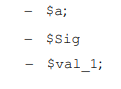 – $a;
– $Sig
– $val_1;